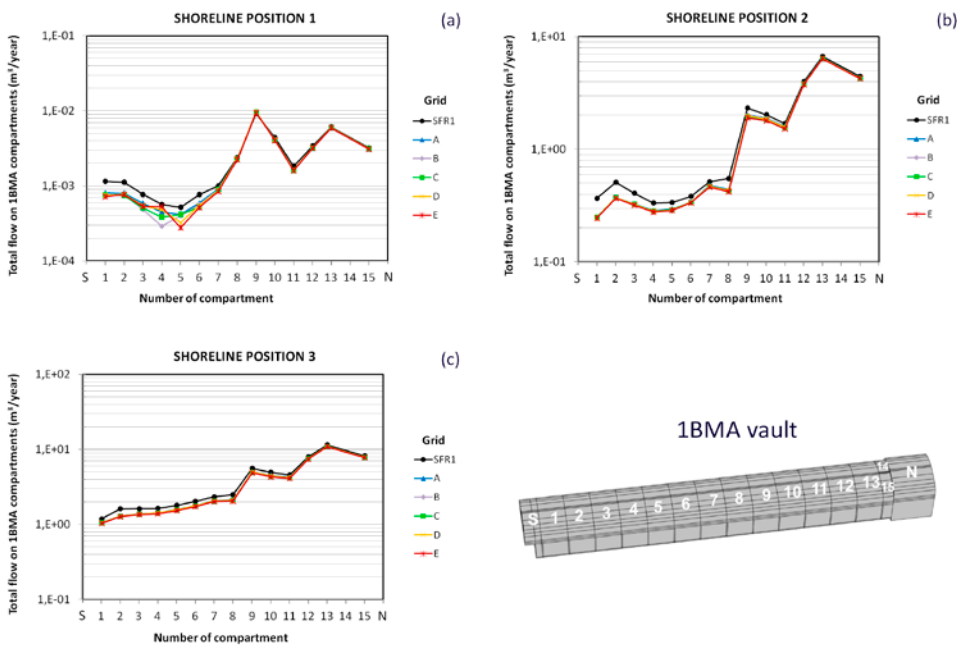 SHORELINE POSITION 1
(a)
Total flow on 1BMA compartments (m³/year)
1,E-01
1,E-02
1,E-03
1,E-04
S 1 2 3 4 5 6 7 8 9 10 11 12 13 14 15 N
Number of compartment
Grid
SFR1
A
B
C
D
E
SHORELINE POSITION 2
(b)
Total flow on 1BMA compartments (m³/year)
1,E+01
1,E+00
1,E-01
S 1 2 3 4 5 6 7 8 9 10 11 12 13 14 15 N
Number of compartment
Grid
SFR1
A
B
C
D
E
SHORELINE POSITION 3
(c)
Total flow on 1BMA compartments (m³/year)
1,E+02
1,E+01
1,E+00
1,E-01
S 1 2 3 4 5 6 7 8 9 10 11 12 13 14 15 N
Number of compartment
Grid
SFR1
A
B
C
D
E
1BMA vault
S 1 2 3 4 5 6 7 8 9 10 11 12 13 14 15 N